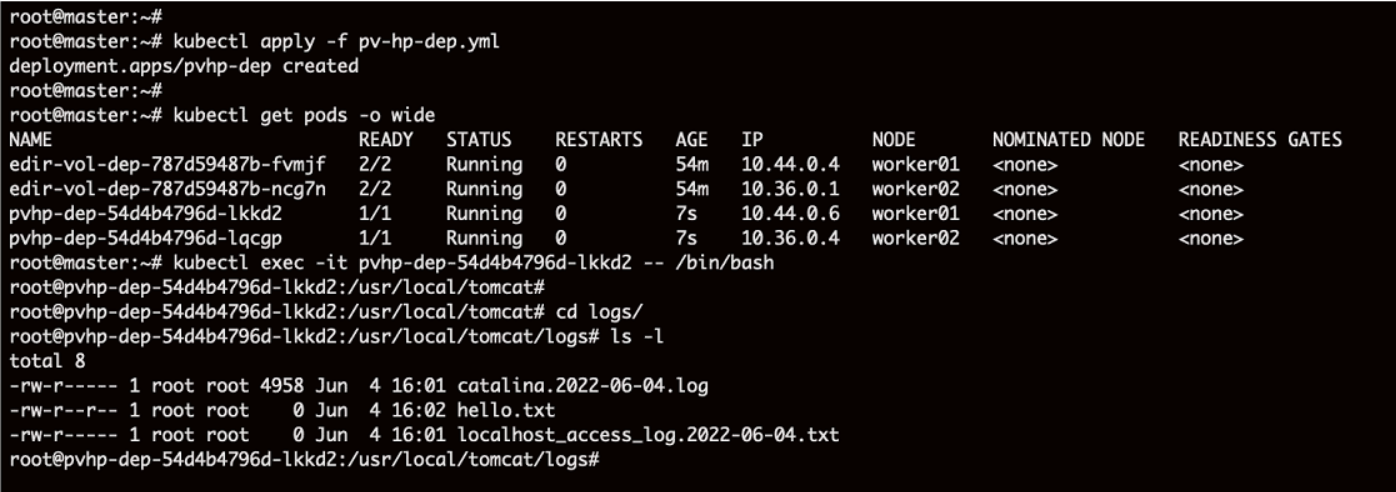 root@master:~#
root@master:~# kubectl apply -f pv-hp-dep.yml
deployment.apps/pvhp-dep created
root@master:~#
root@master:~# kubectl get pods -o wide
NAME                          READY   STATUS    RESTARTS   AGE   IP          NODE       NOMINATED NODE   READINESS GATES
edir-vol-dep-787d59487b-fvmjf   2/2     Running   0          54m   10.44.0.4   worker01   <none>           <none>
edir-vol-dep-787d59487b-ncg7n   2/2     Running   0          54m   10.36.0.1   worker02   <none>           <none>
pvhp-dep-54d4b4796d-lkkd2       1/1     Running   0          7s    10.44.0.6   worker01   <none>           <none>
pvhp-dep-54d4b4796d-lqcgp       1/1     Running   0          7s    10.36.0.4   worker02   <none>           <none>
root@master:~# kubectl exec -it pvhp-dep-54d4b4796d-lkkd2 -- /bin/bash
root@pvhp-dep-54d4b4796d-lkkd2:/usr/local/tomcat#
root@pvhp-dep-54d4b4796d-lkkd2:/usr/local/tomcat# cd logs/
root@pvhp-dep-54d4b4796d-lkkd2:/usr/local/tomcat/logs# ls -l
total 8
-rw-r----- 1 root root 4958 Jun  4 16:01 catalina.2022-06-04.log
-rw-r--r-- 1 root root    0 Jun  4 16:02 hello.txt
-rw-r----- 1 root root    0 Jun  4 16:01 localhost_access_log.2022-06-04.txt
root@pvhp-dep-54d4b4796d-lkkd2:/usr/local/tomcat/logs#